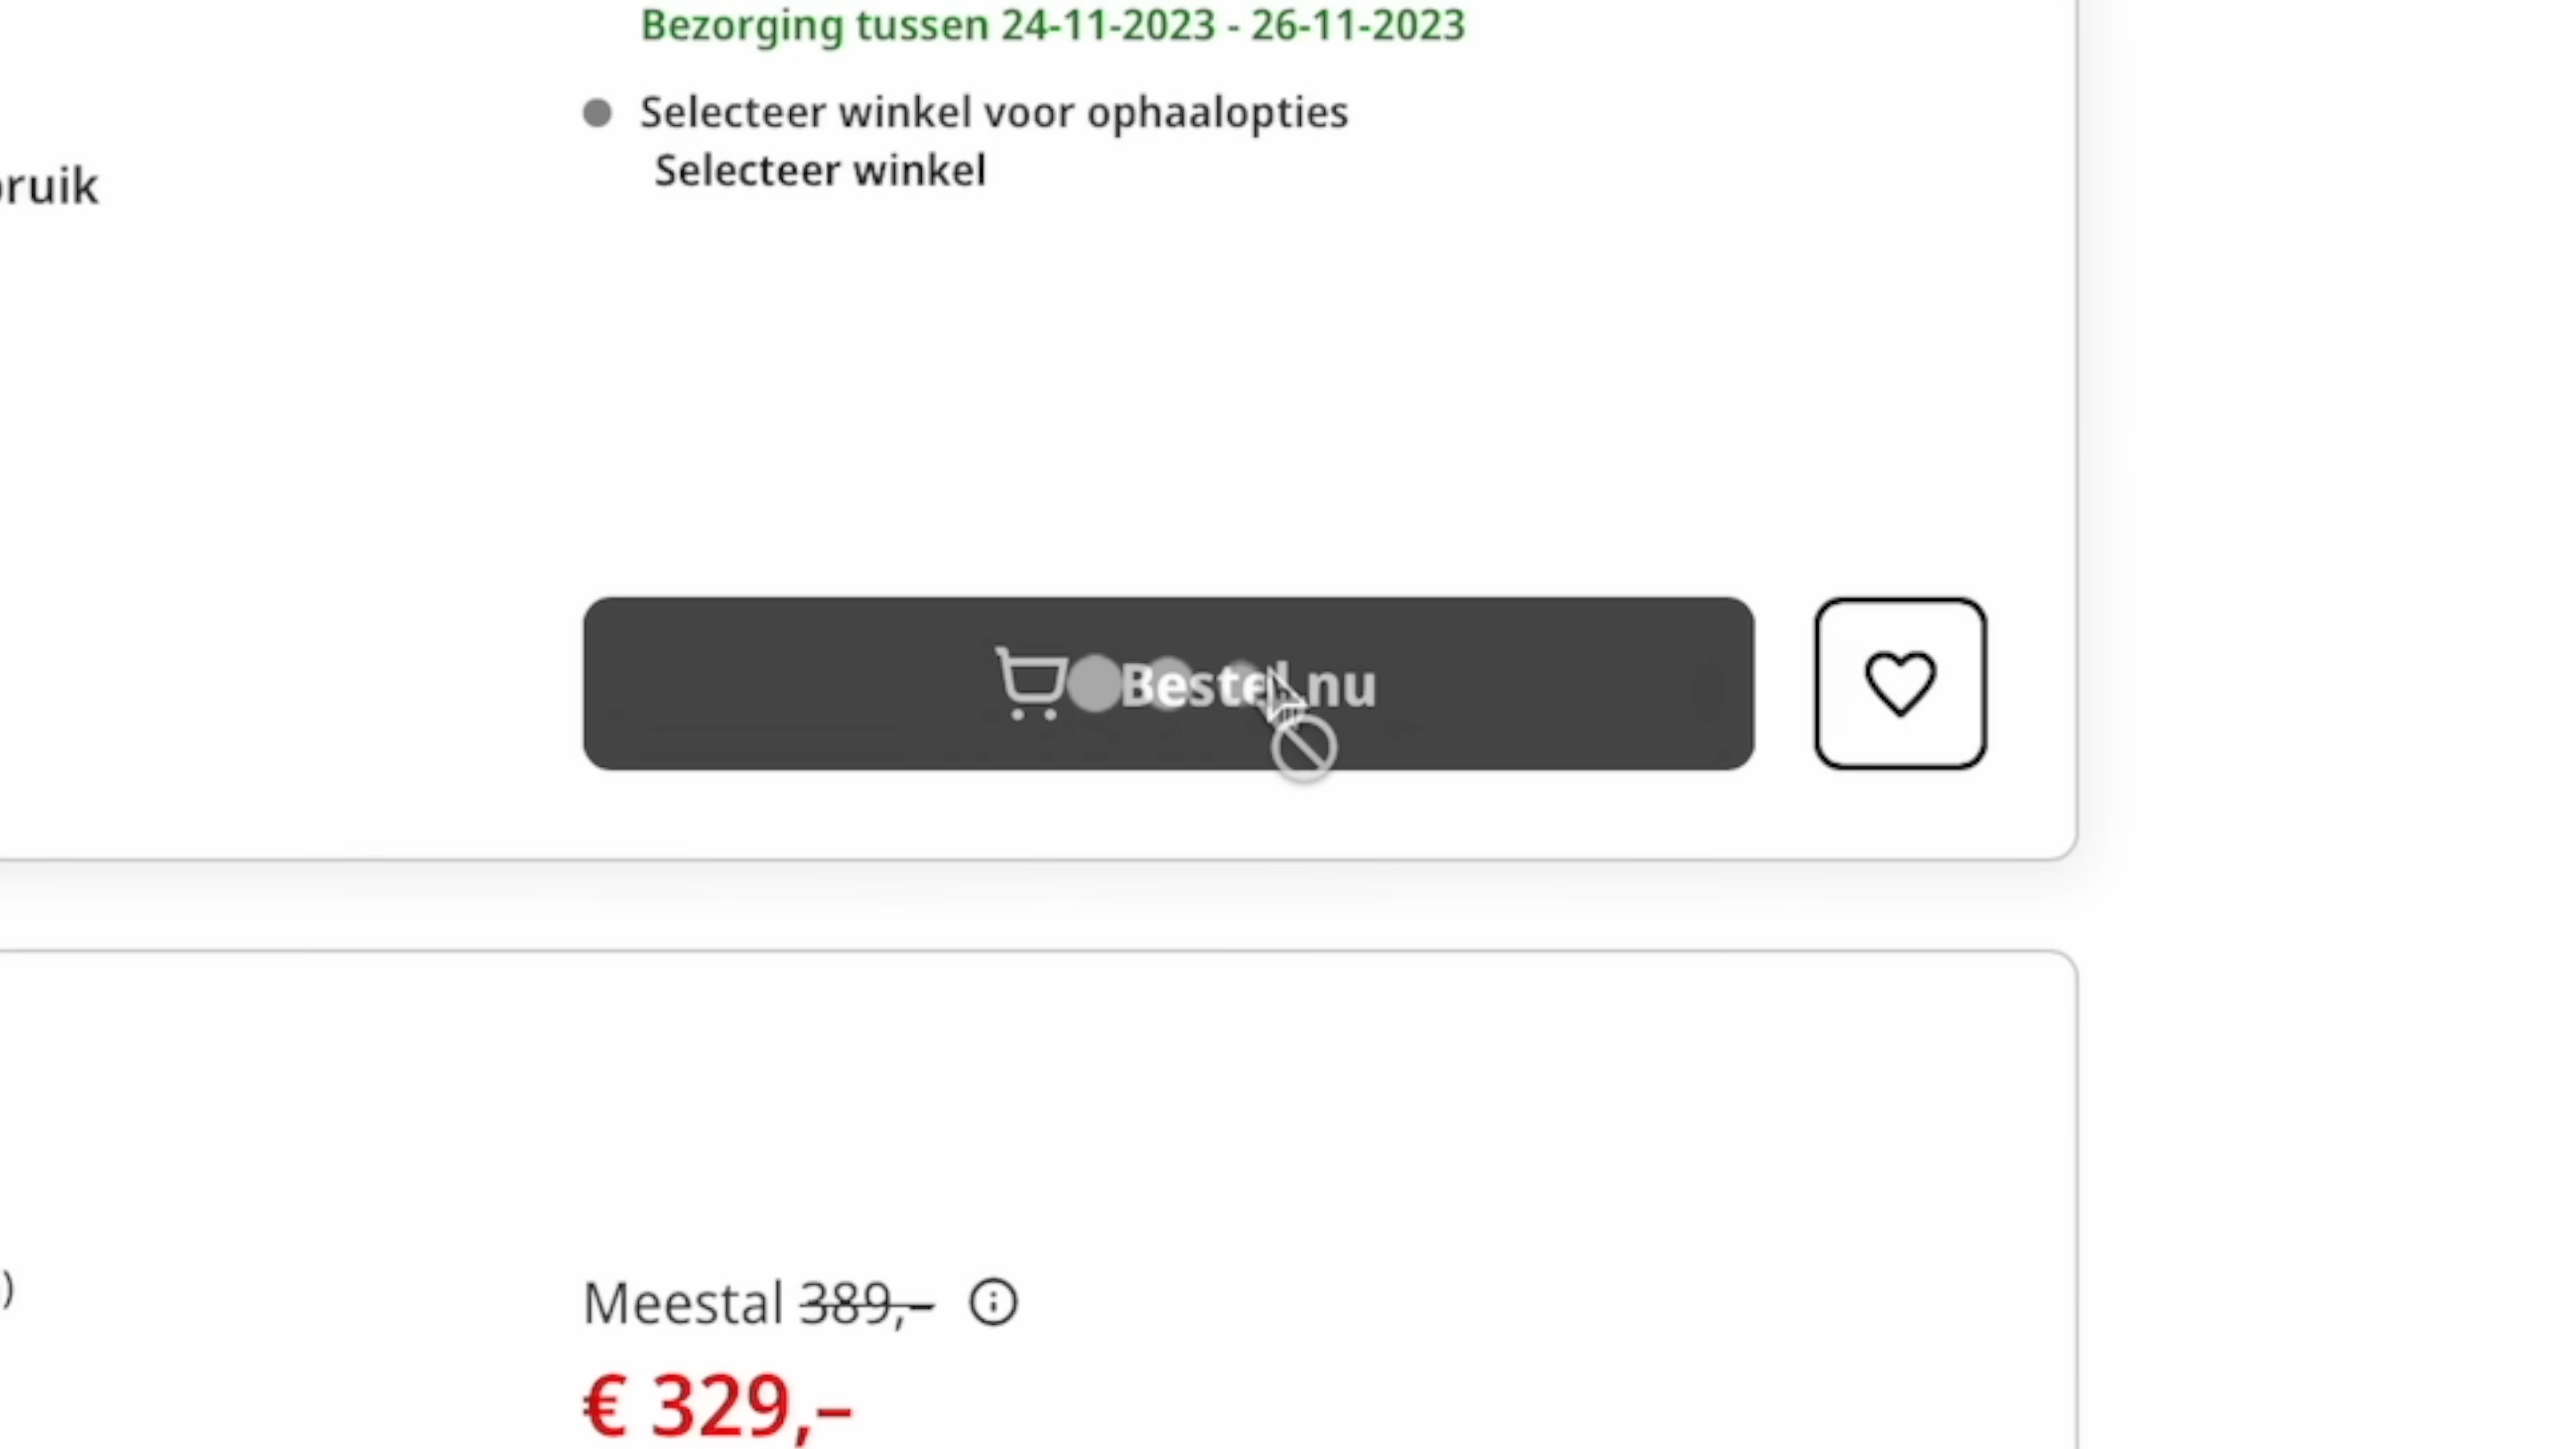 Bezorging tussen 24-11-2023 - 26-11-2023
Selecteer winkel voor ophaalopties
Selecteer winkel
ruik
Bestel nu
)
Meestal 389,–
€ 329,–